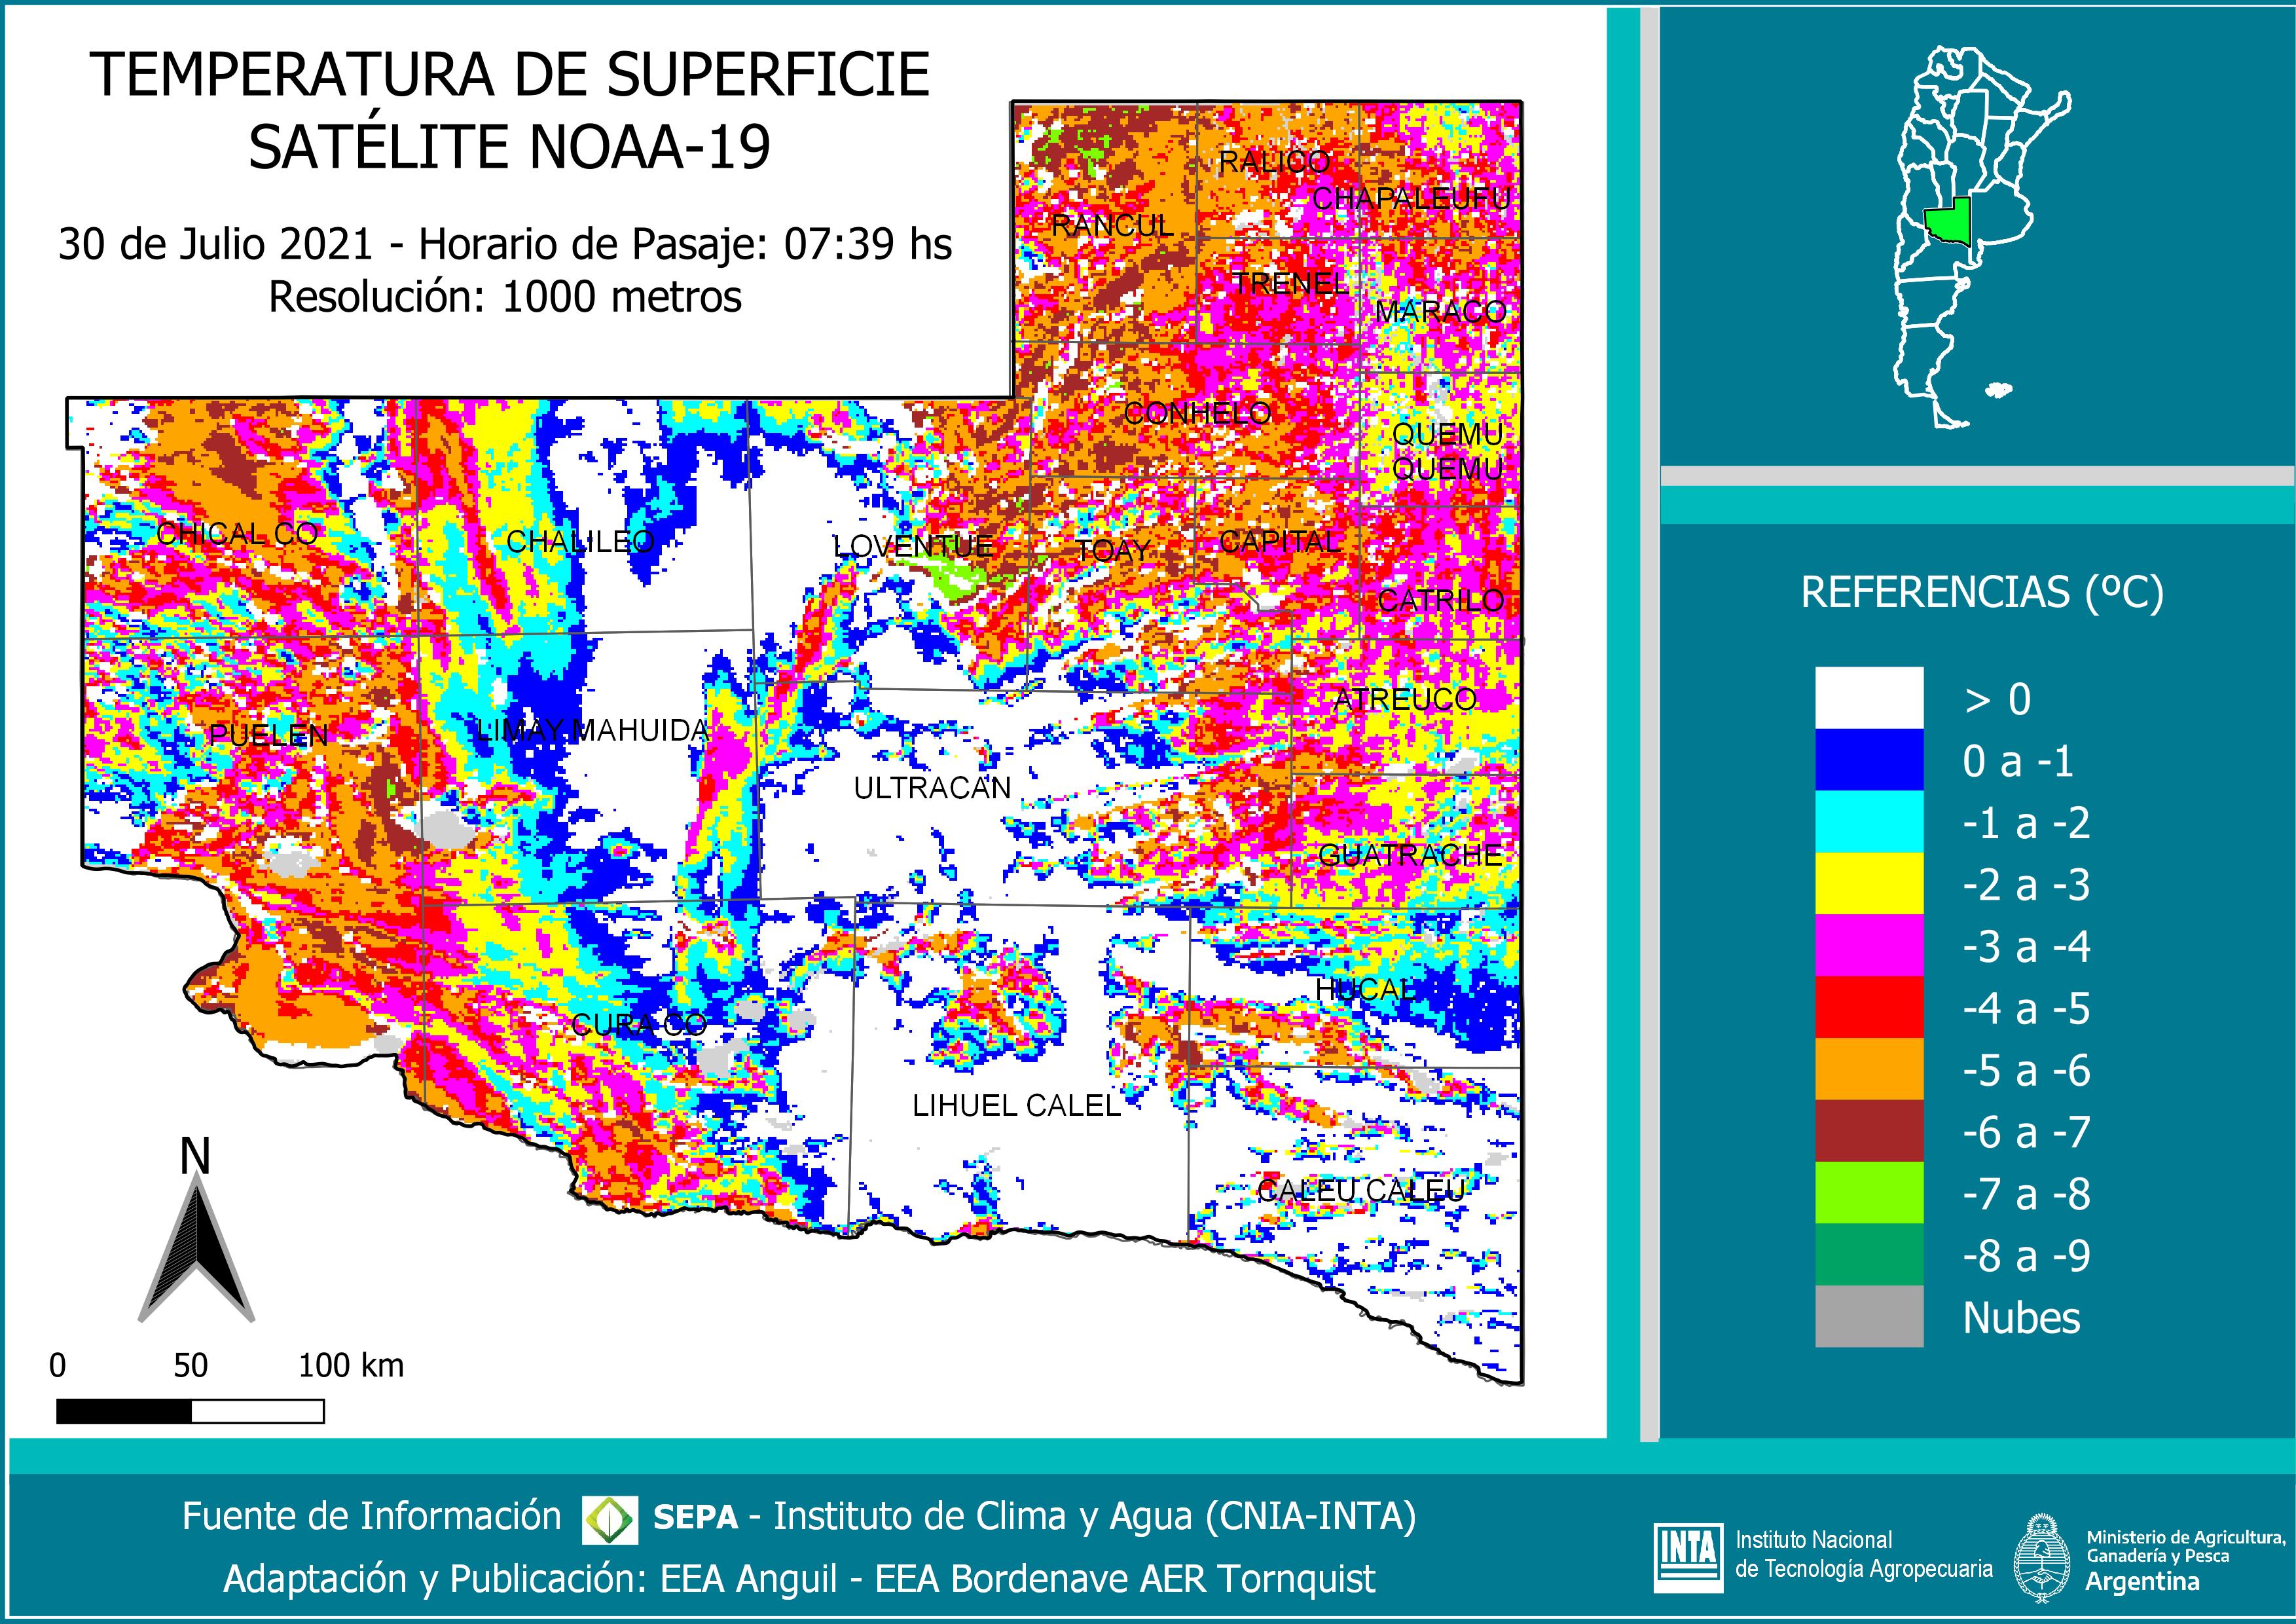 TEMPERATURA DE SUPERFICIE
SATÉLITE NOAA-19
30 de Julio 2021 - Horario de Pasaje: 07:39 hs
Resolución: 1000 metros
RALICO
CHAPALEUFU
RANCUL
TRENEL
MARACO
CONHELO
QUEMU
QUEMU
CHICAL CO
CHALILEO
LOVENTUE
TOAY
CAPITAL
CATRILO
ATREUCO
PUELEN
LIMAY MAHUIDA
ULTRACAN
GUATRACHE
HUCAL
CURA CO
LIHUEL CALEL
CALEU CALEU
N
0 50 100 km
REFERENCIAS (ºC)
> 0
0 a -1
-1 a -2
-2 a -3
-3 a -4
-4 a -5
-5 a -6
-6 a -7
-7 a -8
-8 a -9
Nubes
Fuente de Información SEPA - Instituto de Clima y Agua (CNIA-INTA)
Adaptación y Publicación: EEA Anguil - EEA Bordenave AER Tornquist
INTA
Instituto Nacional
de Tecnología Agropecuaria
Ministerio de Agricultura,
Ganadería y Pesca
Argentina